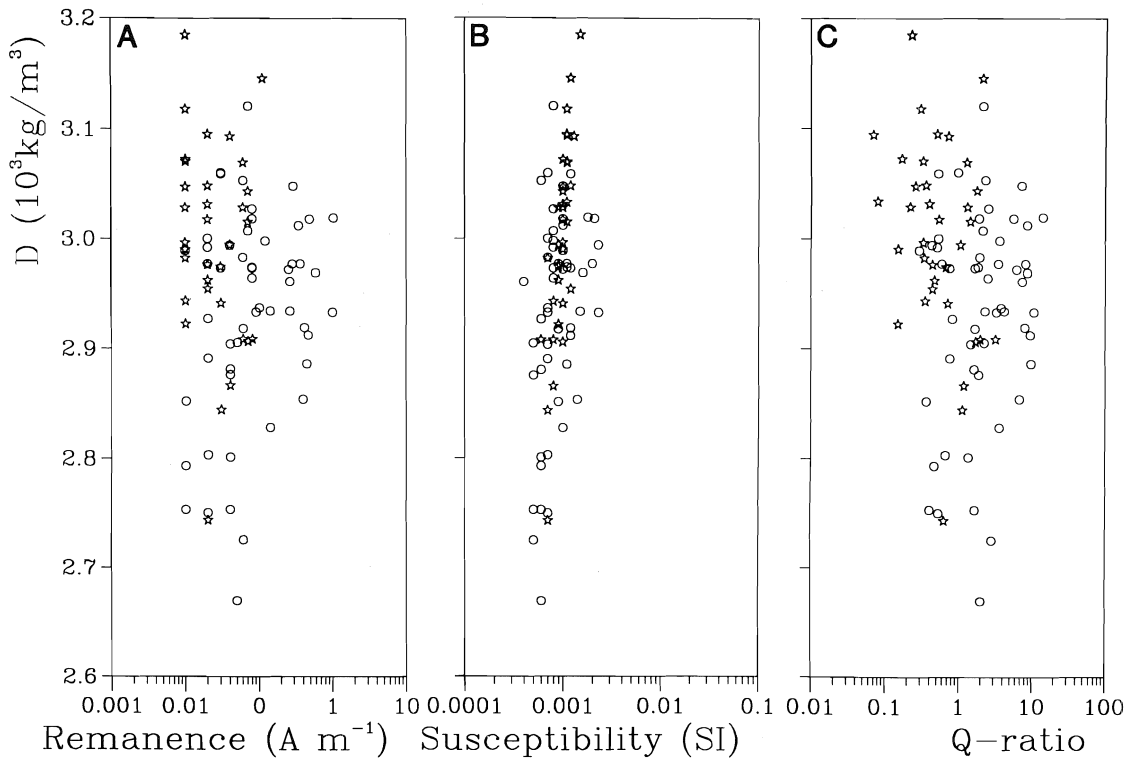 A B C
D (10³kg/m³)
3.2
3.1
3.0
2.9
2.8
2.7
2.6
0.001 0.01 0 1 10 0.0001 0.001 0.01 0.1 0.01 0.1 1 10 100
Remanence (A m⁻¹) Susceptibility (SI) Q-ratio